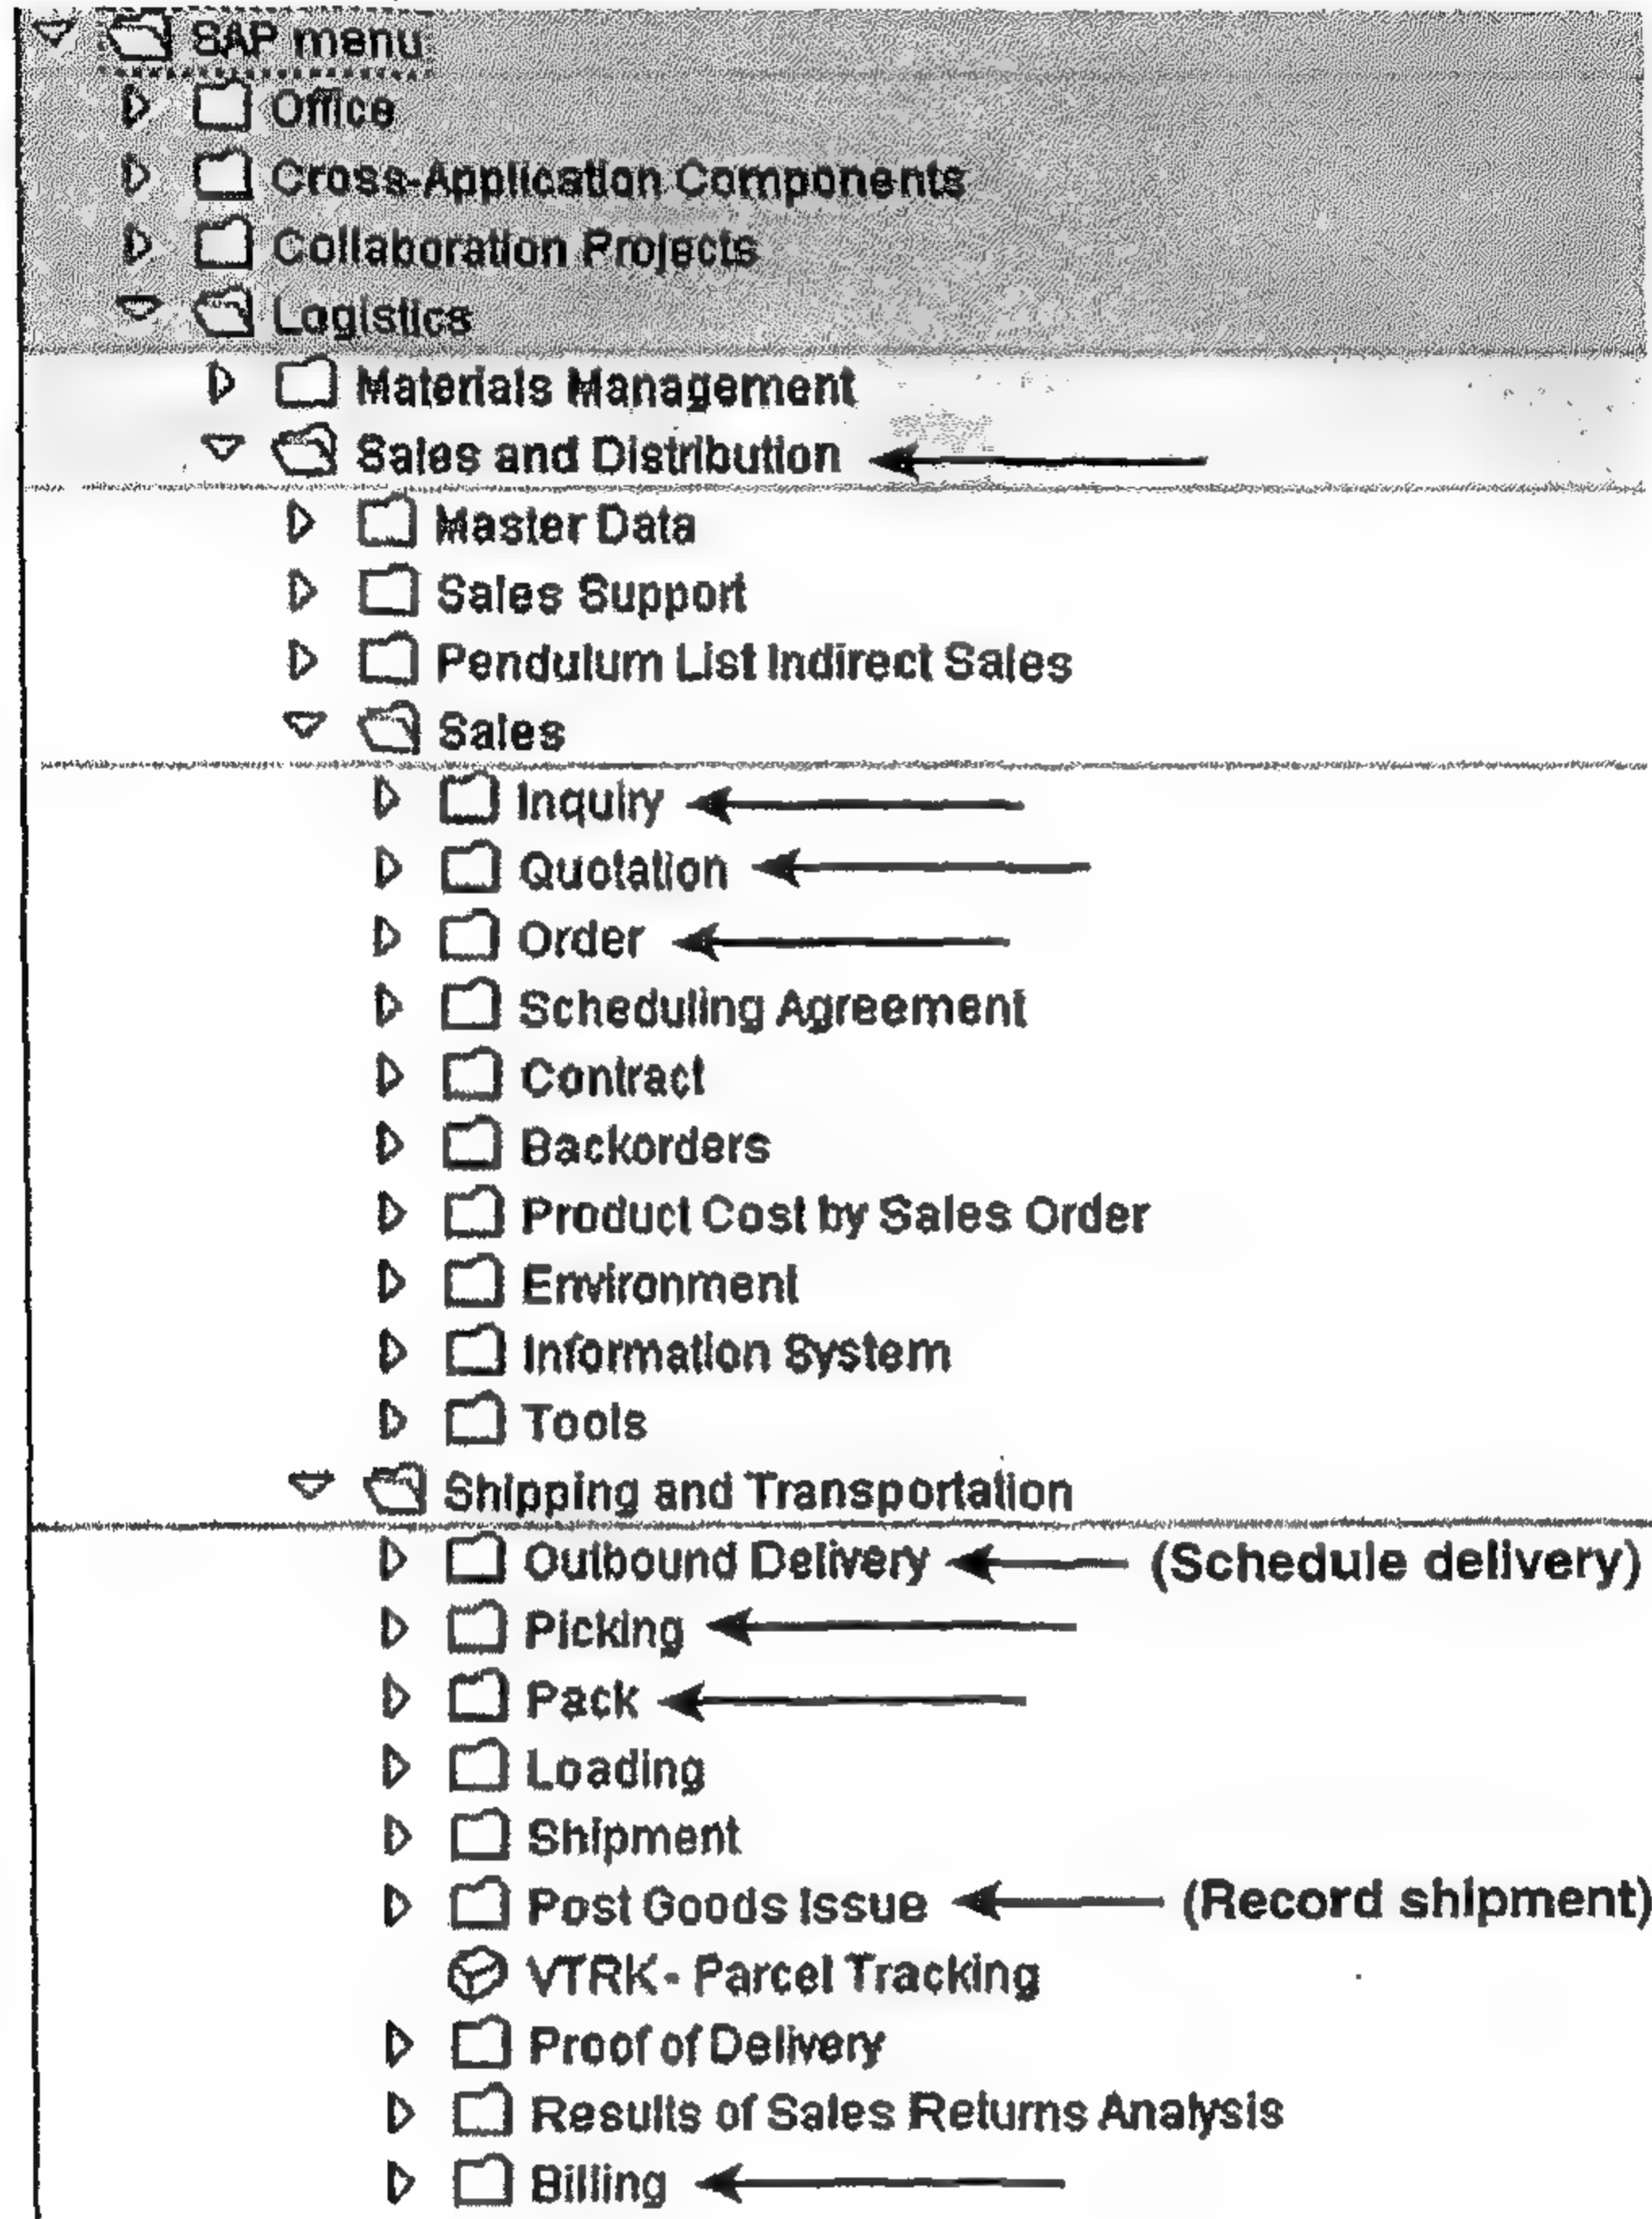 SAP menu
Office
Cross-Application Components
Collaboration Projects
Logistics
Materials Management
Sales and Distribution
Master Data
Sales Support
Pendulum List Indirect Sales
Sales
Inquiry
Quotation
Order
Scheduling Agreement
Contract
Backorders
Product Cost by Sales Order
Environment
Information System
Tools
Shipping and Transportation
Outbound Delivery (Schedule delivery)
Picking
Pack
Loading
Shipment
Post Goods Issue (Record shipment)
VTRK - Parcel Tracking
Proof of Delivery
Results of Sales Returns Analysis
Billing